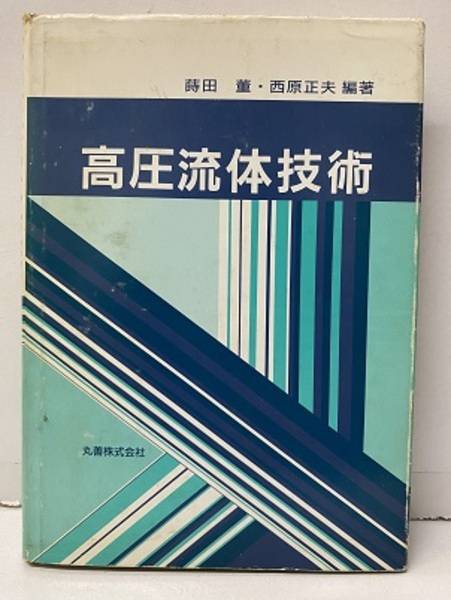 蒔田 董・西原正夫 編著
高圧流体技術
丸善株式会社